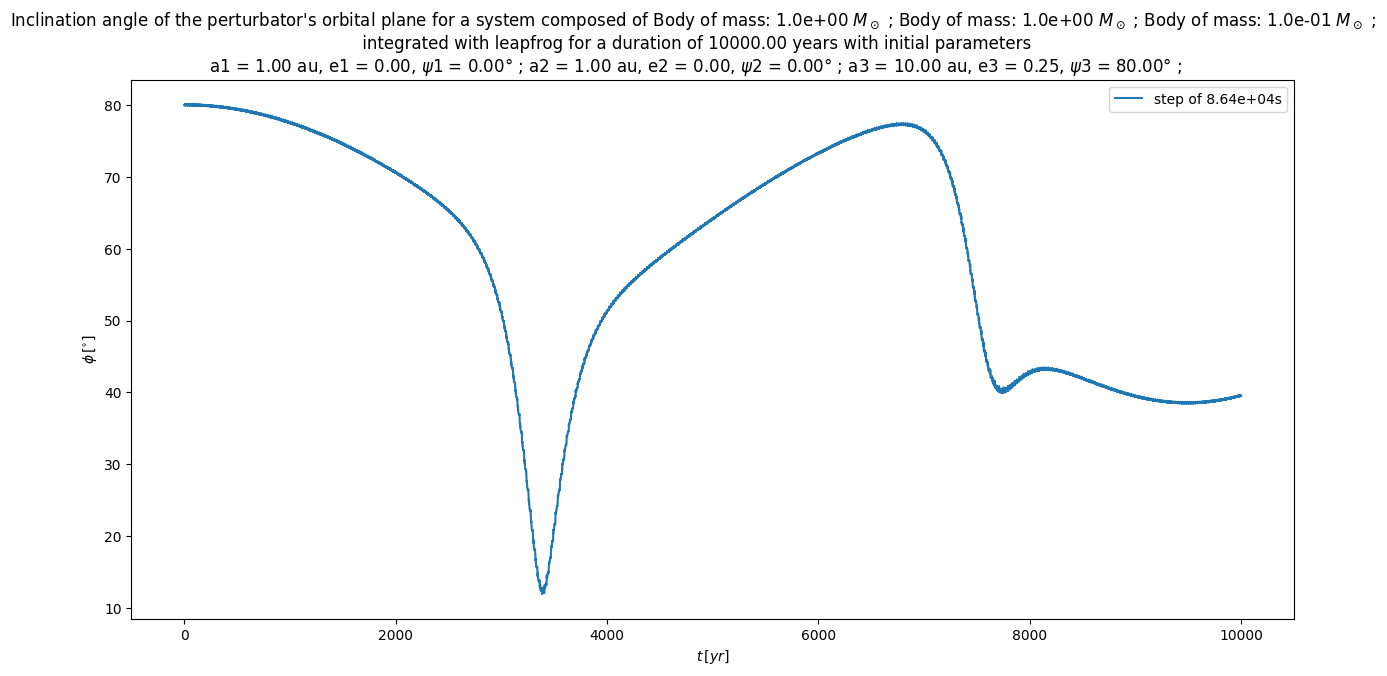 Inclination angle of the perturbator's orbital plane for a system composed of Body of mass: 1.0e+00 M⊙ ; Body of mass: 1.0e+00 M⊙ ; Body of mass: 1.0e-01 M⊙ ;
integrated with leapfrog for a duration of 10000.00 years with initial parameters
a1 = 1.00 au, e1 = 0.00, ψ1 = 0.00° ; a2 = 1.00 au, e2 = 0.00, ψ2 = 0.00° ; a3 = 10.00 au, e3 = 0.25, ψ3 = 80.00° ;
step of 8.64e+04s
80
70
60
50
40
30
20
10
ϕ [°]
0 2000 4000 6000 8000 10000
t [yr]